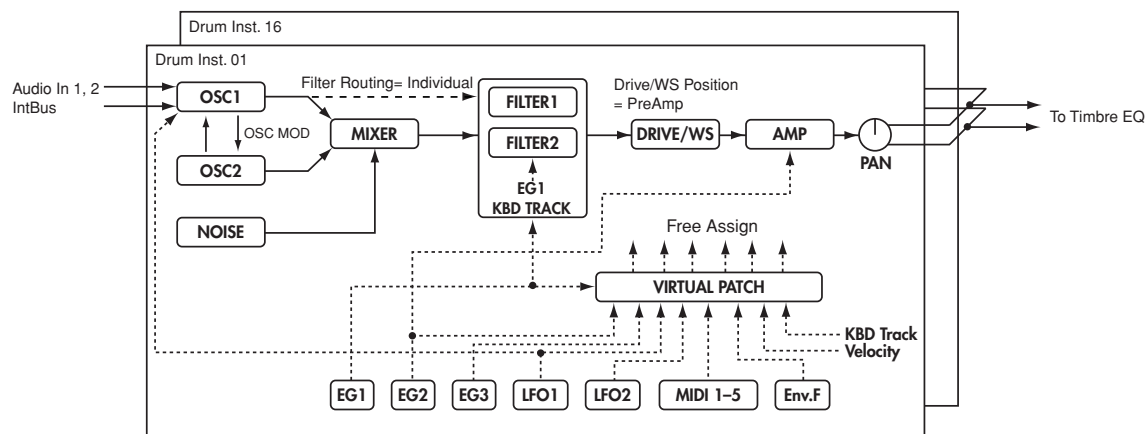 Drum Inst. 16
Drum Inst. 01
Audio In 1, 2
IntBus
OSC1
OSC MOD
OSC2
NOISE
Filter Routing= Individual
MIXER
FILTER1
FILTER2
EG1
KBD TRACK
Drive/WS Position
= PreAmp
DRIVE/WS
AMP
PAN
To Timbre EQ
Free Assign
VIRTUAL PATCH
KBD Track
Velocity
EG1
EG2
EG3
LFO1
LFO2
MIDI 1–5
Env.F